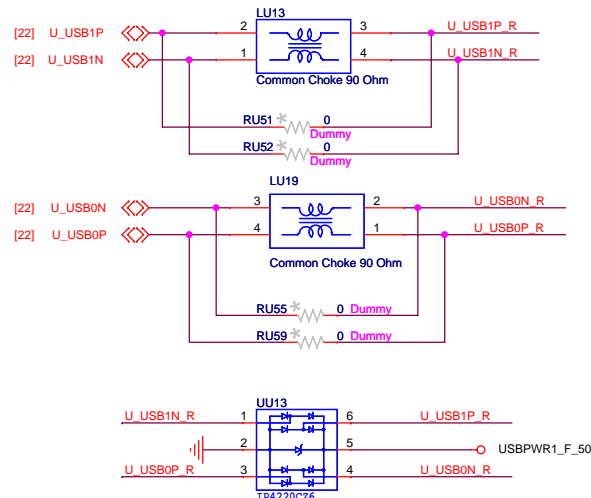 LU13
[22] U_USB1P 2 3 U_USB1P_R
[22] U_USB1N 1 4 U_USB1N_R
Common Choke 90 Ohm
RU51 * 0
Dummy
RU52 * 0
Dummy
LU19
[22] U_USB0N 3 2 U_USB0N_R
[22] U_USB0P 4 1 U_USB0P_R
Common Choke 90 Ohm
RU55 * 0 Dummy
RU59 * 0 Dummy
UU13
U_USB1N_R 1 6 U_USB1P_R
2 5 USBPWR1_F_50
U_USB0P_R 3 4 U_USB0N_R
IP4220CZ6